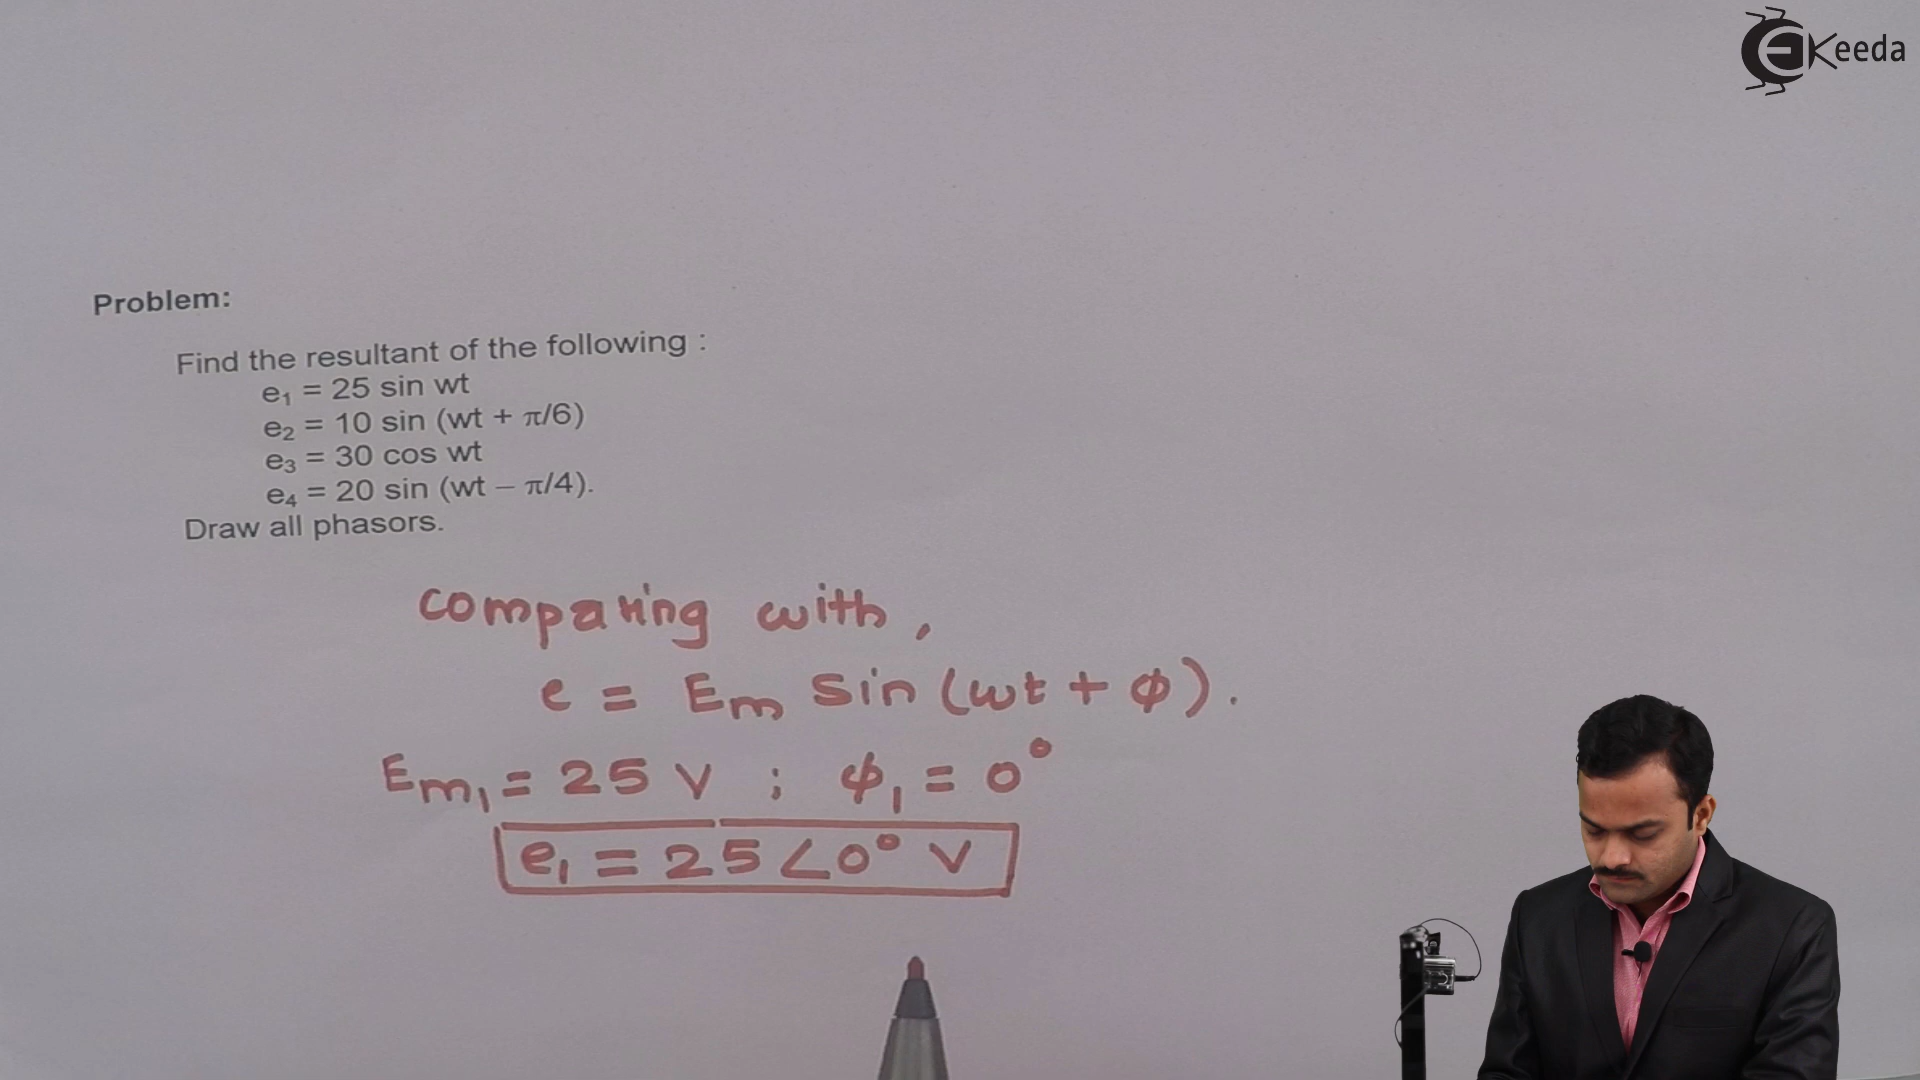 eKeeda
Problem:
Find the resultant of the following :
e₁ = 25 sin wt
e₂ = 10 sin (wt + π/6)
e₃ = 30 cos wt
e₄ = 20 sin (wt – π/4).
Draw all phasors.
comparing with,
e = Em Sin (wt + ϕ).
Em₁ = 25 V ; ϕ₁ = 0°
e₁ = 25 ∠0° V